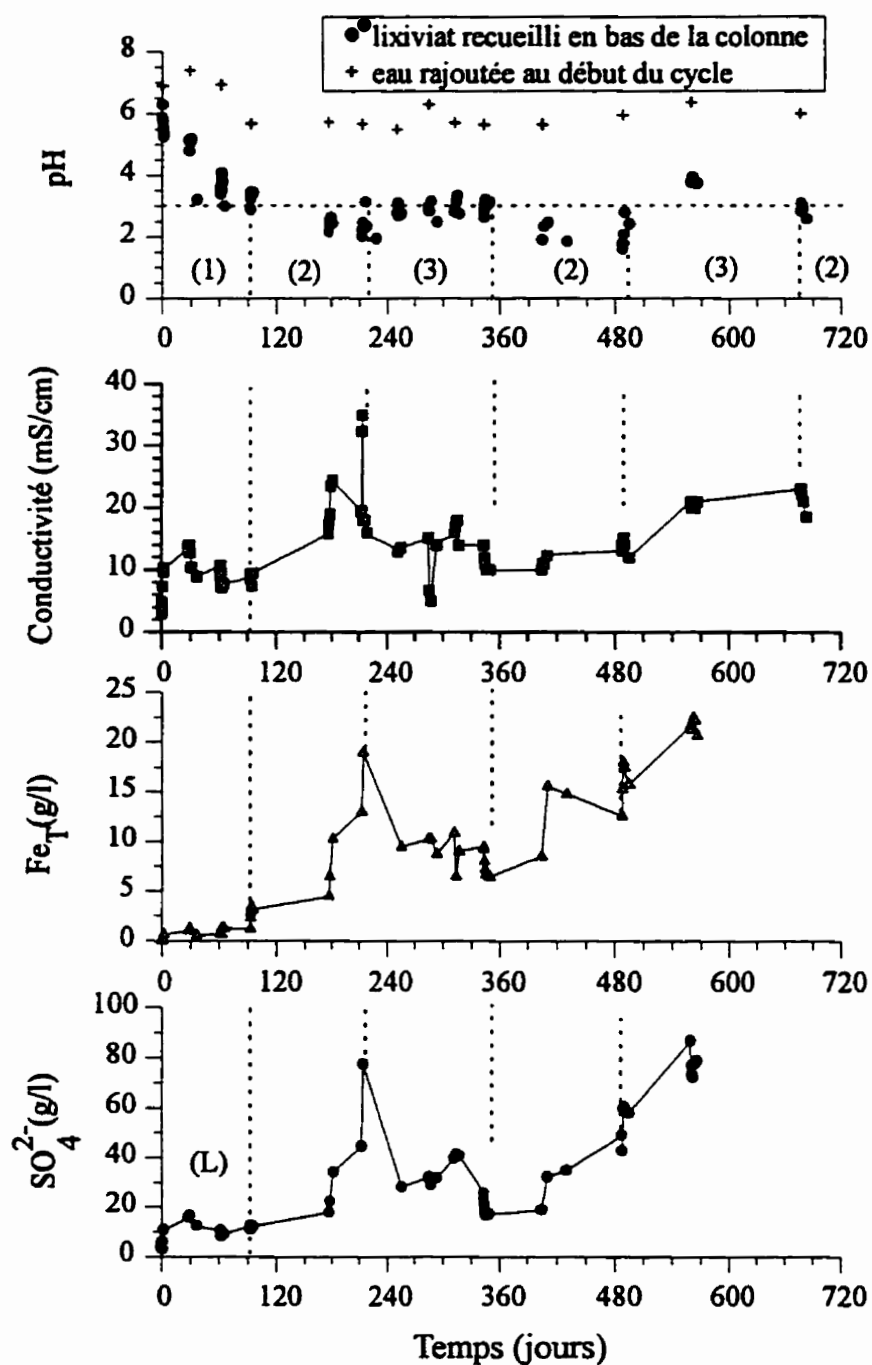 lixiviat recueilli en bas de la colonne
+ eau rajoutée au début du cycle
pH
8
6
4
2
0
(1) (2) (3) (2) (3) (2)
0 120 240 360 480 600 720
Conductivité (mS/cm)
40
30
20
10
0
0 120 240 360 480 600 720
Fe_T (g/l)
25
20
15
10
5
0
0 120 240 360 480 600 720
SO₄²⁻ (g/l)
100
80
60
40
20
0
(L)
0 120 240 360 480 600 720
Temps (jours)